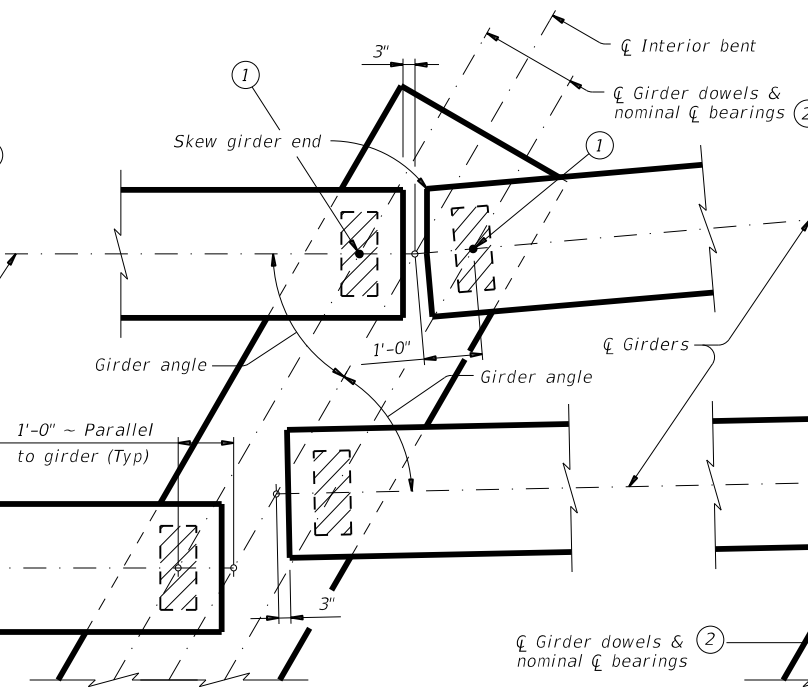 ℄ Interior bent
3"
1
℄ Girder dowels &
nominal ℄ bearings
2
Skew girder end
1
1'-0"
℄ Girders
Girder angle
Girder angle
1'-0" ~ Parallel
to girder (Typ)
3"
℄ Girder dowels &
nominal ℄ bearings
2